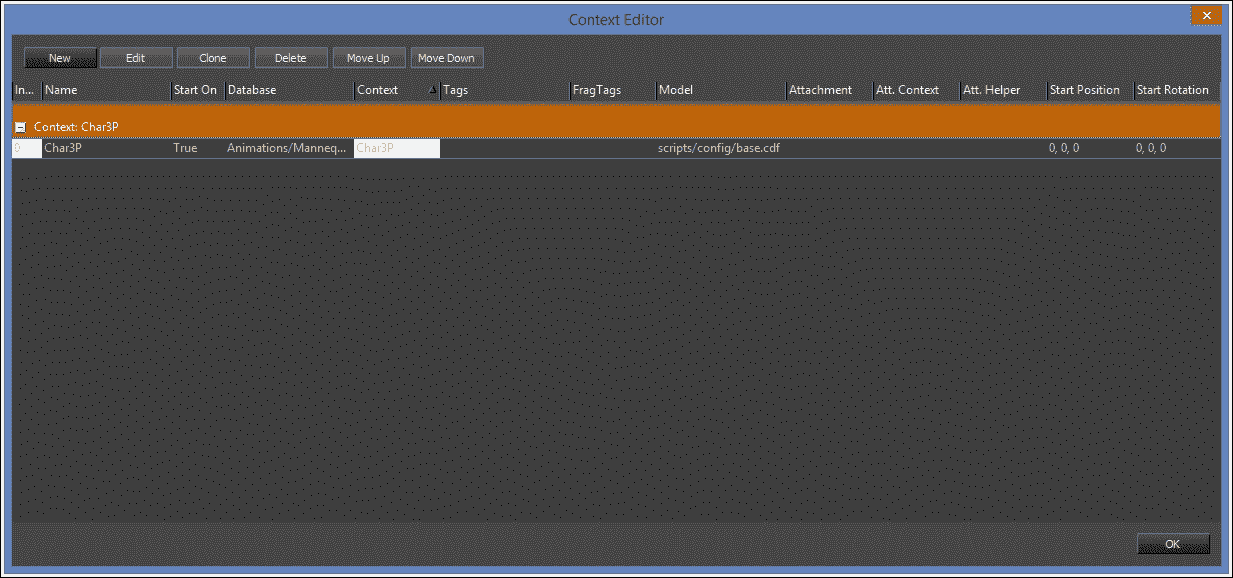 Context Editor
New Edit Clone Delete Move Up Move Down
In... Name Start On Database Context Tags FragTags Model Attachment Att. Context Att. Helper Start Position Start Rotation
Context: Char3P
0 Char3P True Animations/Manneq... Char3P scripts/config/base.cdf 0, 0, 0 0, 0, 0
OK